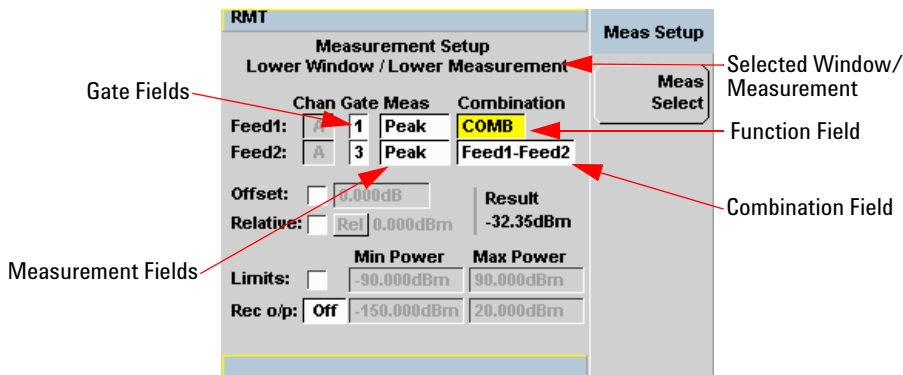 RMT
Meas Setup
Measurement Setup
Lower Window / Lower Measurement
Selected Window/
Measurement
Meas
Select
Gate Fields
Chan Gate Meas Combination
Feed1: A 1 Peak COMB
Function Field
Feed2: A 3 Peak Feed1-Feed2
Offset: 0.000dB
Result
Combination Field
Relative: Rel 0.000dBm -32.35dBm
Measurement Fields
Min Power Max Power
Limits: -90.000dBm 90.000dBm
Rec o/p: Off -150.000dBm 20.000dBm